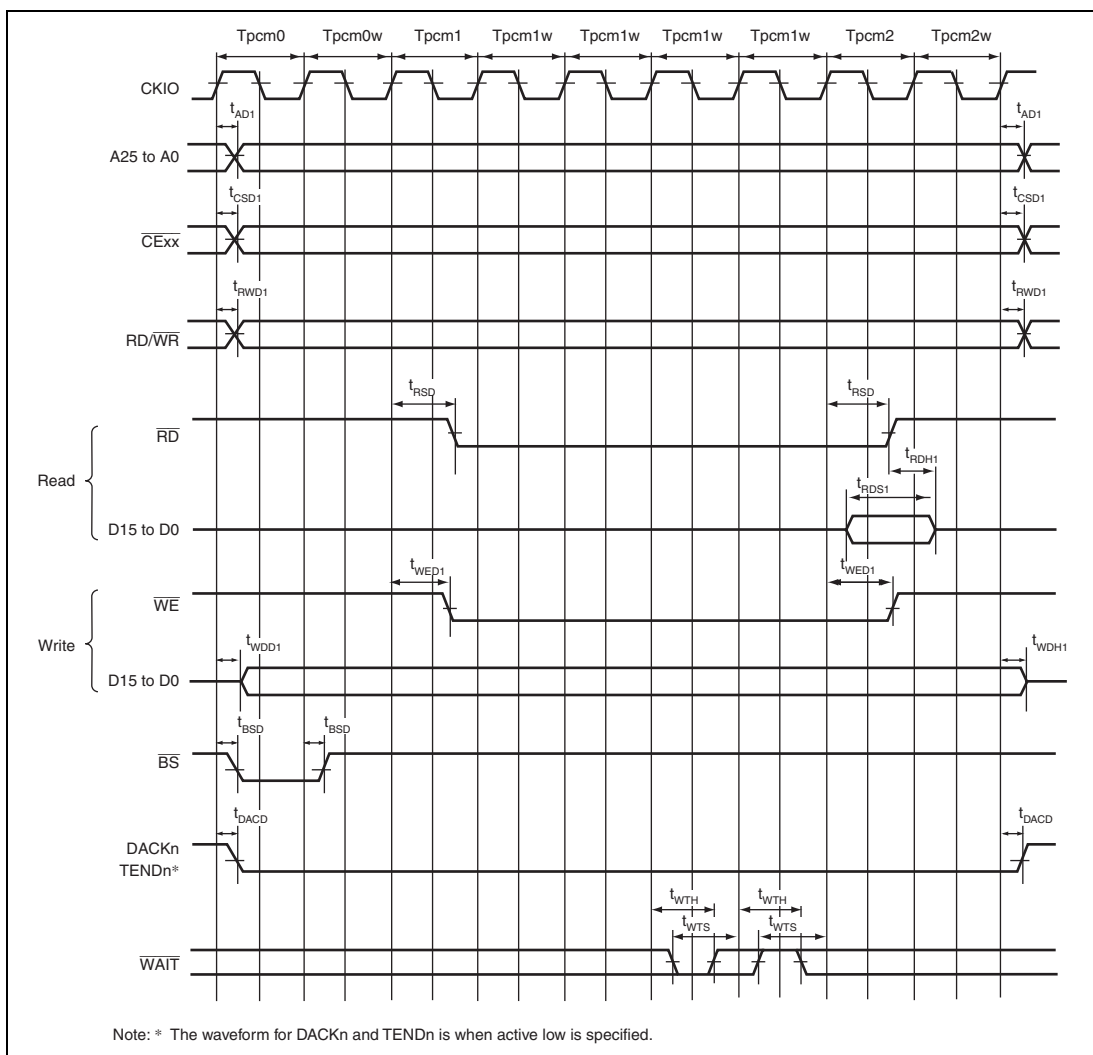 Tpcm0 Tpcm0w Tpcm1 Tpcm1w Tpcm1w Tpcm1w Tpcm1w Tpcm2 Tpcm2w
CKIO
tAD1 tAD1
A25 to A0
tCSD1 tCSD1
CExx
tRWD1 tRWD1
RD/WR
tRSD tRSD
RD
tRDH1
Read
tRDS1
D15 to D0
tWED1 tWED1
WE
Write
tWDD1 tWDH1
D15 to D0
tBSD tBSD
BS
tDACD tDACD
DACKn
TENDn*
tWTH tWTH
tWTS tWTS
WAIT
Note: * The waveform for DACKn and TENDn is when active low is specified.